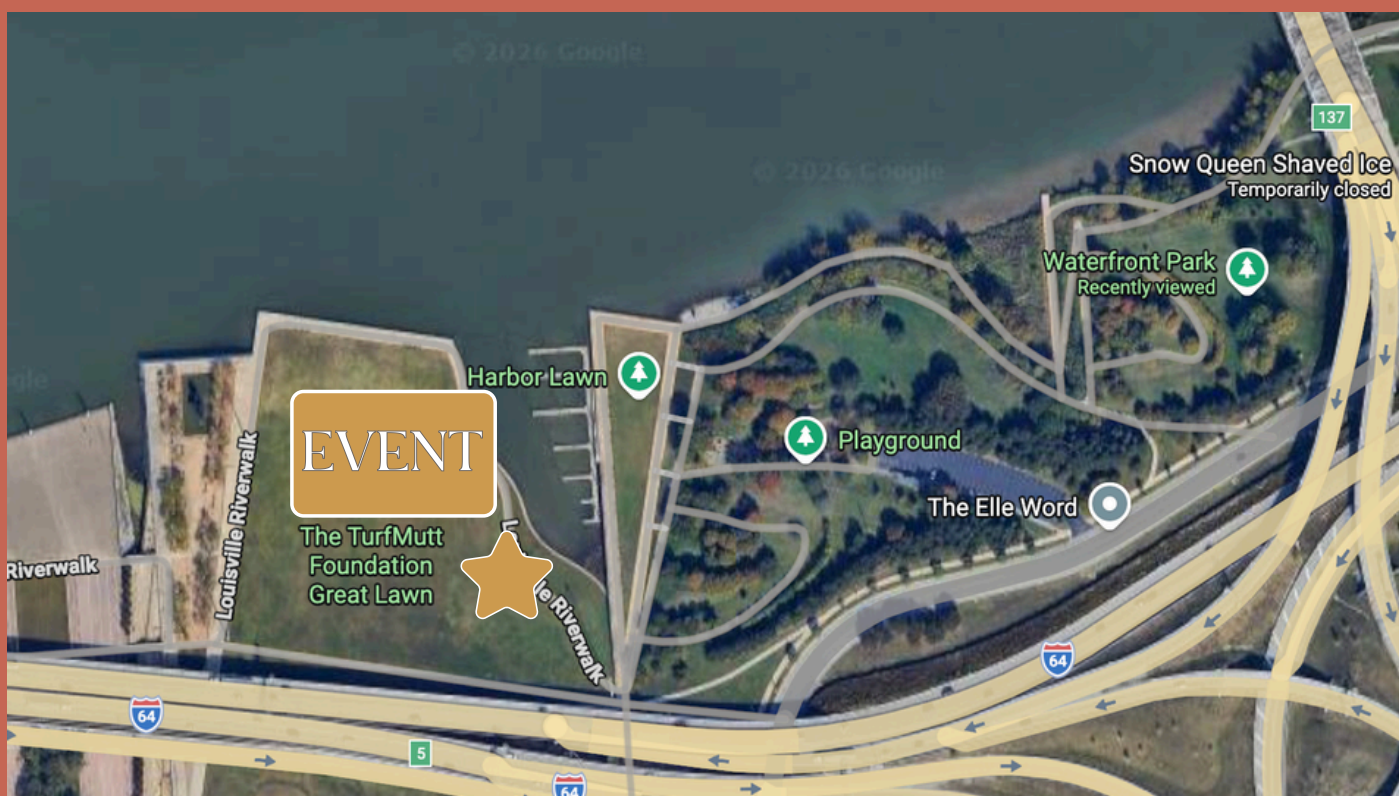 © 2026 Google
137
© 2026 Google
Snow Queen Shaved Ice
Temporarily closed
Waterfront Park
Recently viewed
Harbor Lawn
EVENT
Playground
Louisville Riverwalk
The Elle Word
The TurfMutt
Foundation
Great Lawn
Riverwalk
le Riverwalk
64
64
5
64